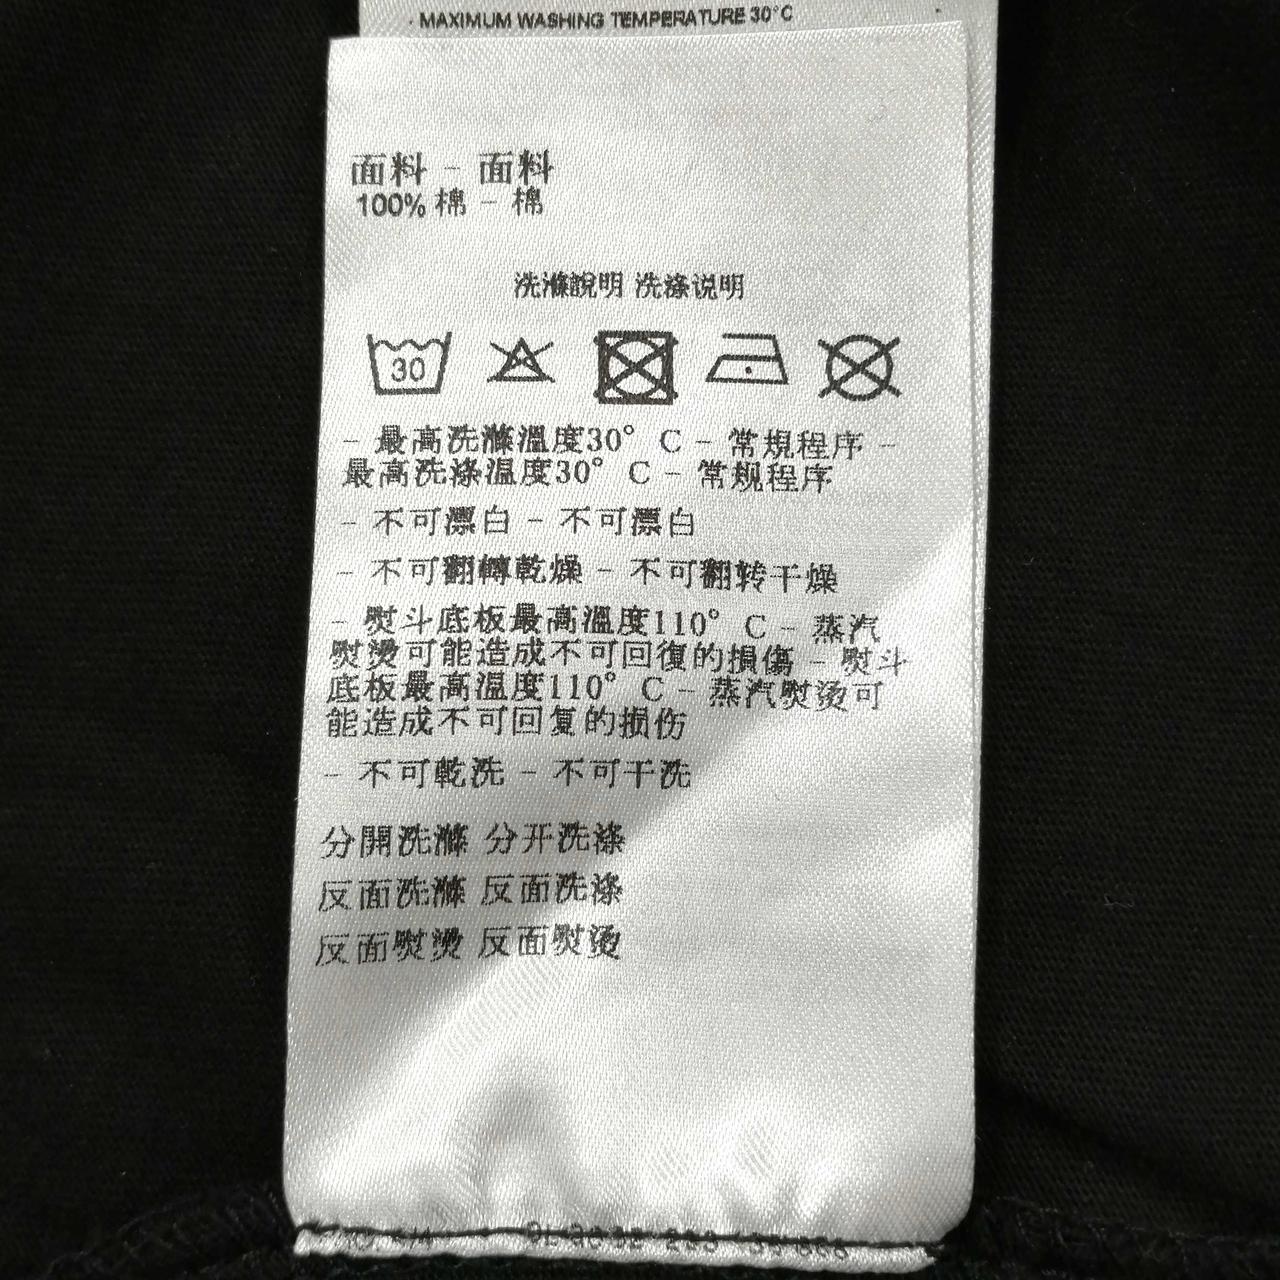 · MAXIMUM WASHING TEMPERATURE 30°C
面料 - 面料
100% 棉 - 棉
洗滌說明 洗涤说明
30
- 最高洗滌溫度30° C - 常規程序 -
最高洗涤温度30° C - 常规程序
- 不可漂白 - 不可漂白
- 不可翻轉乾燥 - 不可翻转干燥
- 熨斗底板最高溫度110° C - 蒸汽
熨燙可能造成不可回復的損傷 - 熨斗
底板最高温度110° C - 蒸汽熨烫可
能造成不可回复的损伤
- 不可乾洗 - 不可干洗
分開洗滌 分开洗涤
反面洗滌 反面洗涤
反面熨燙 反面熨烫